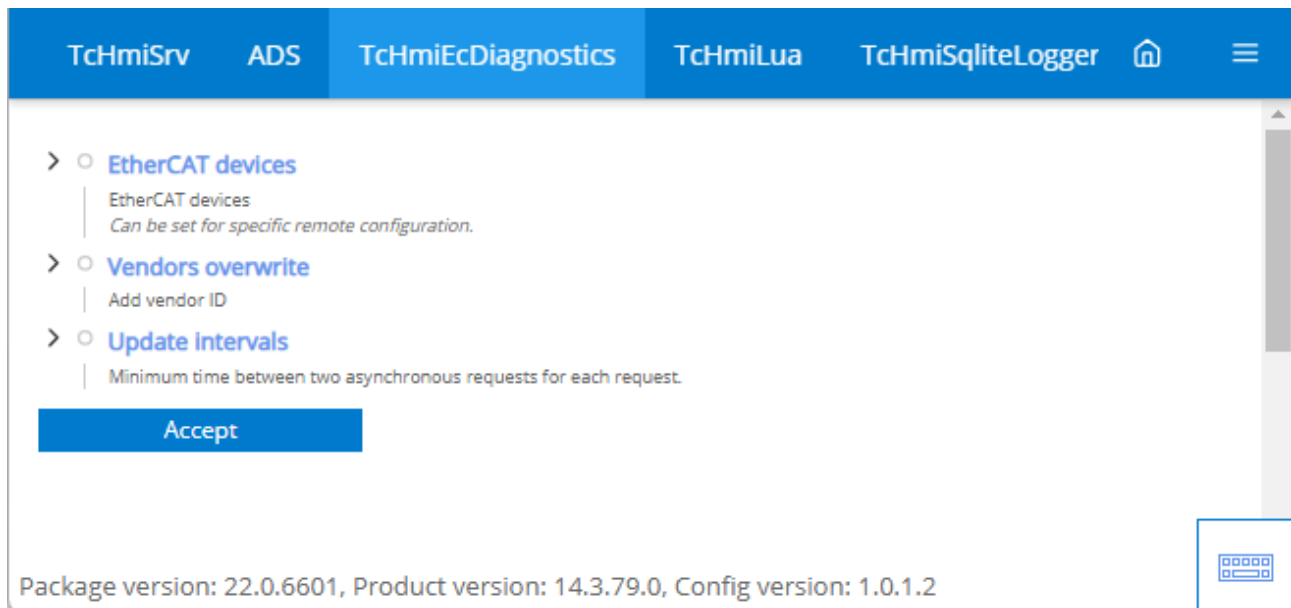 TcHmiSrv ADS TcHmiEcDiagnostics TcHmiLua TcHmiSqliteLogger
EtherCAT devices
EtherCAT devices
Can be set for specific remote configuration.
Vendors overwrite
Add vendor ID
Update intervals
Minimum time between two asynchronous requests for each request.
Accept
Package version: 22.0.6601, Product version: 14.3.79.0, Config version: 1.0.1.2